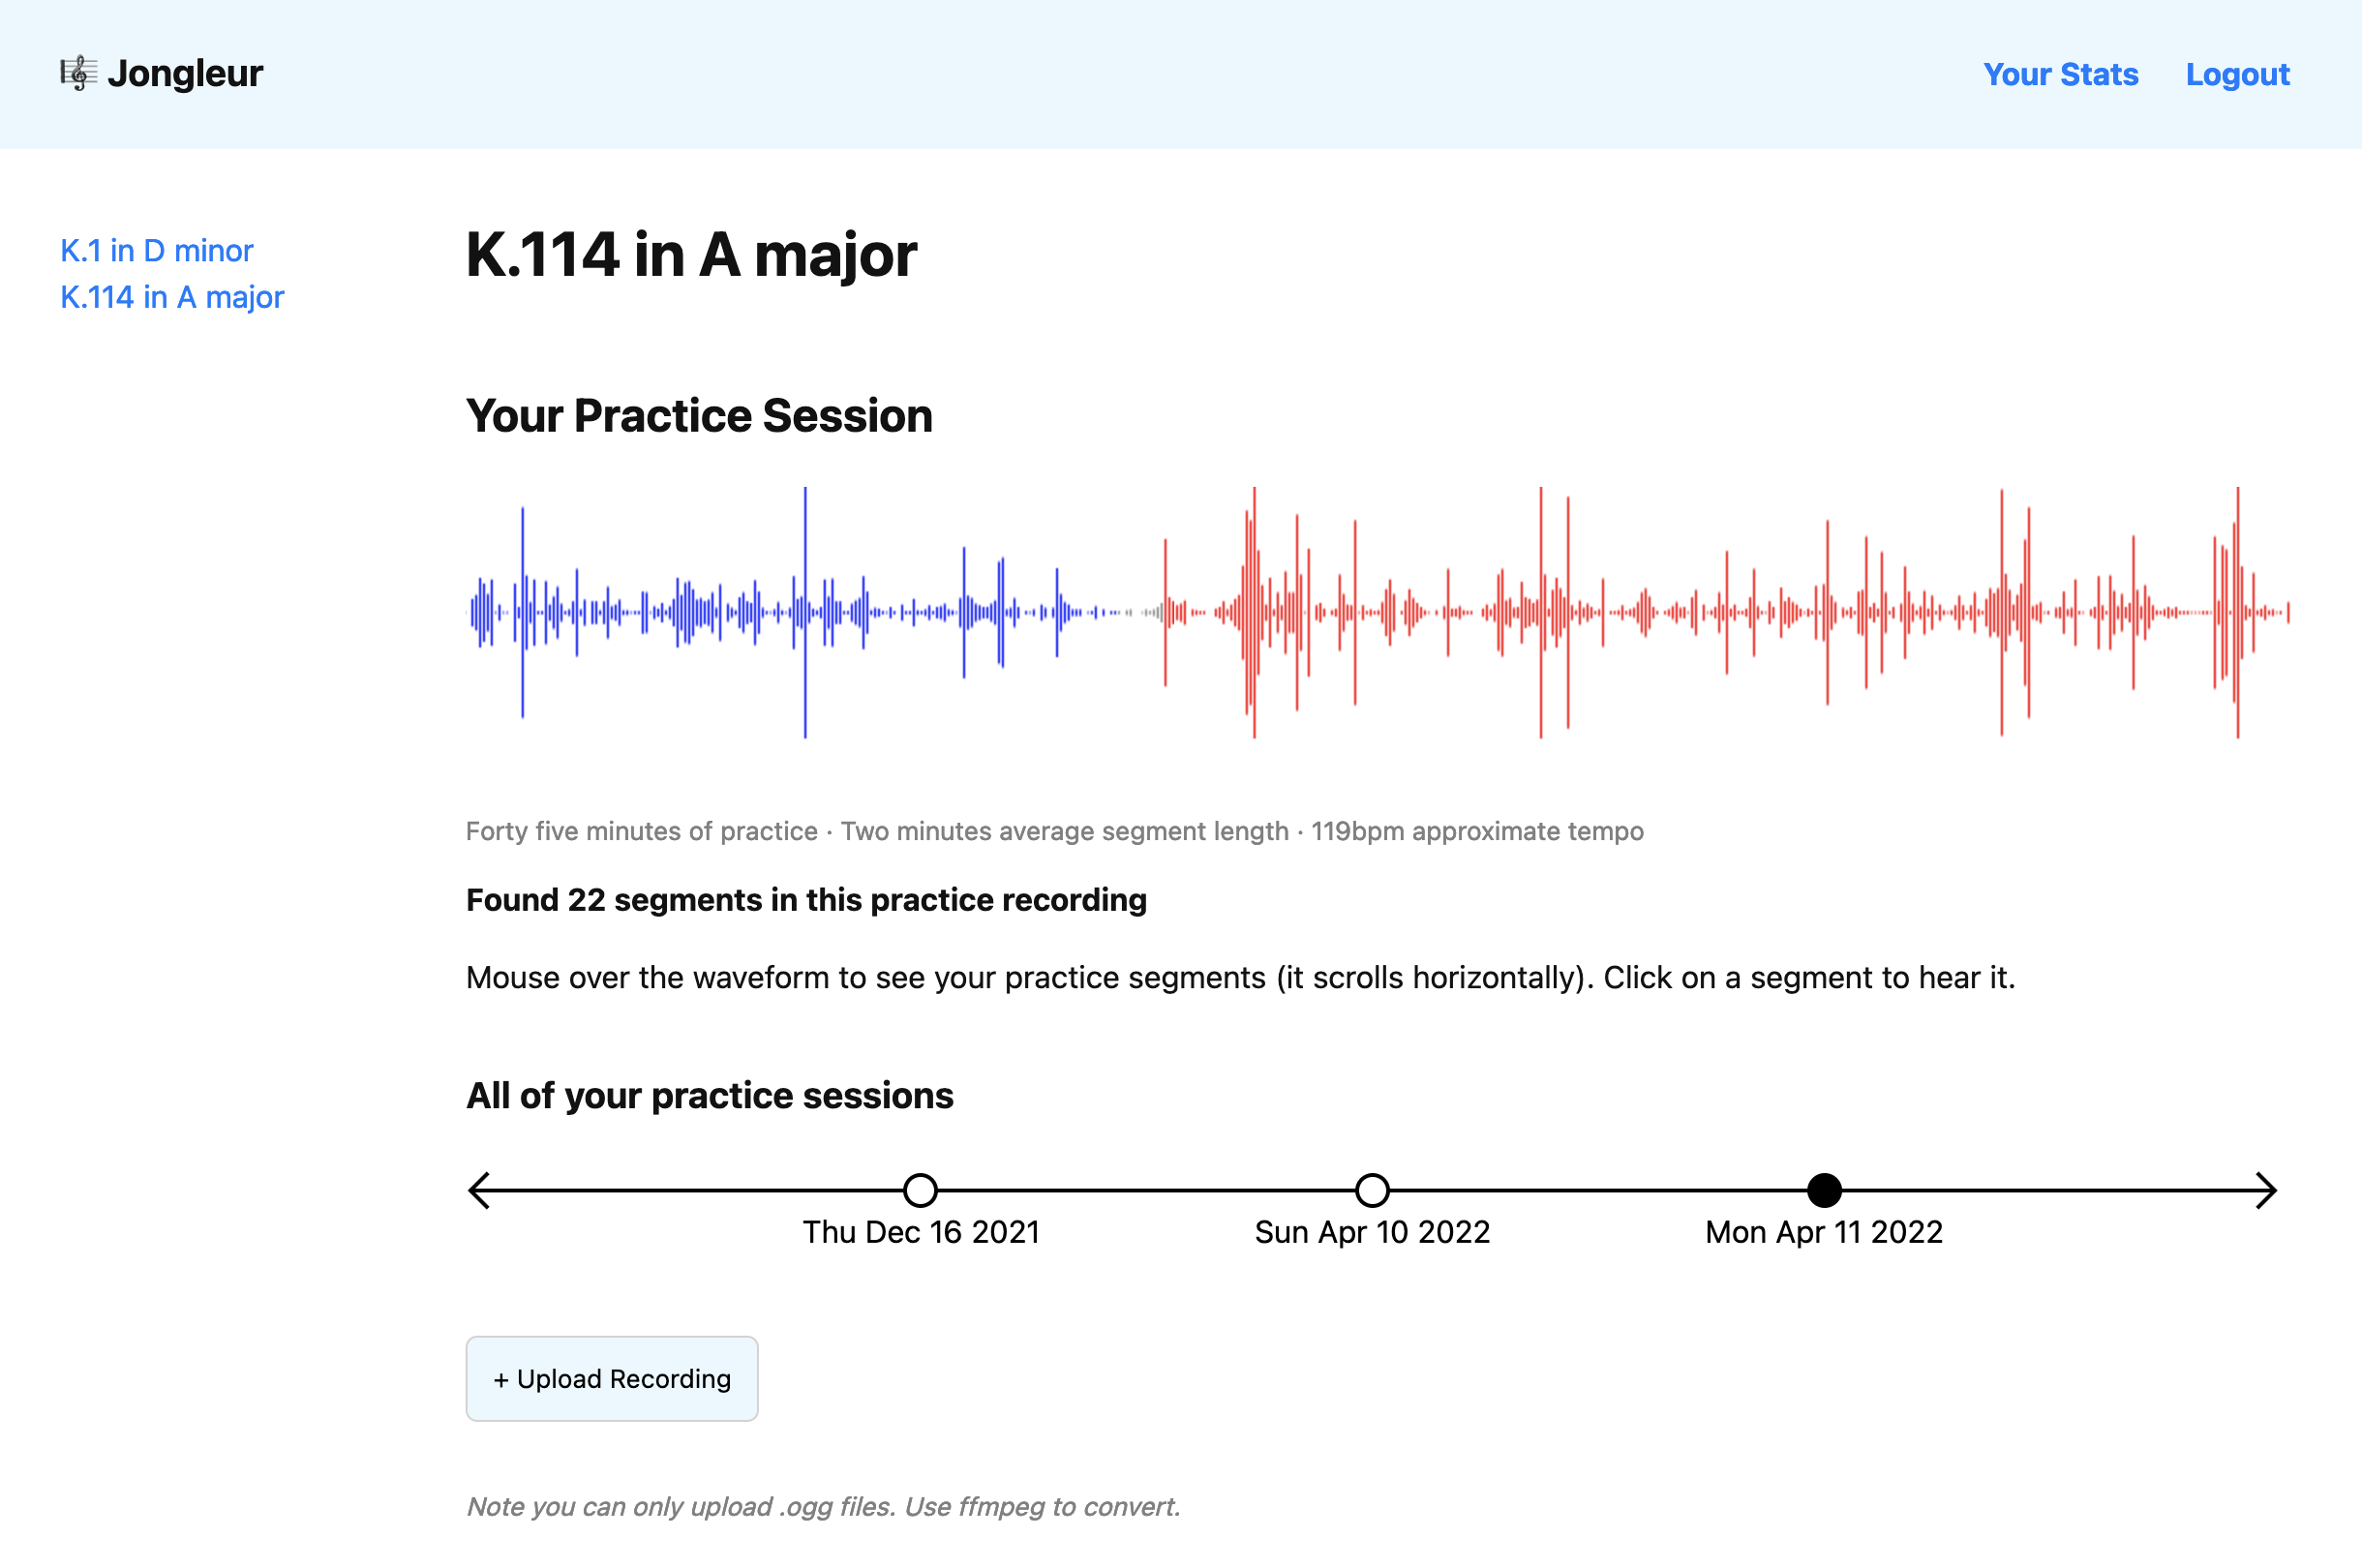 Jongleur
Your Stats
Logout
K.1 in D minor
K.114 in A major
K.114 in A major
Your Practice Session
Forty five minutes of practice · Two minutes average segment length · 119bpm approximate tempo
Found 22 segments in this practice recording
Mouse over the waveform to see your practice segments (it scrolls horizontally). Click on a segment to hear it.
All of your practice sessions
Thu Dec 16 2021
Sun Apr 10 2022
Mon Apr 11 2022
+ Upload Recording
Note you can only upload .ogg files. Use ffmpeg to convert.